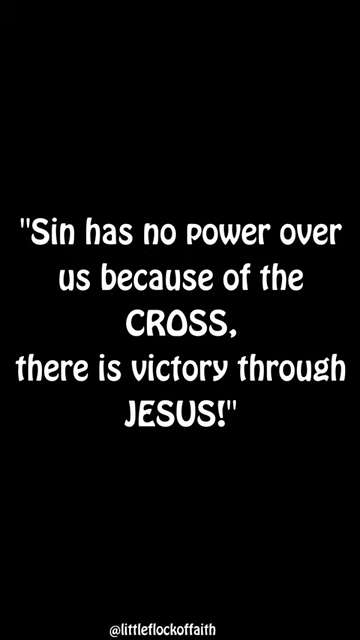 "Sin has no power over
us because of the
CROSS,
there is victory through
JESUS!"
@littleflockoffaith